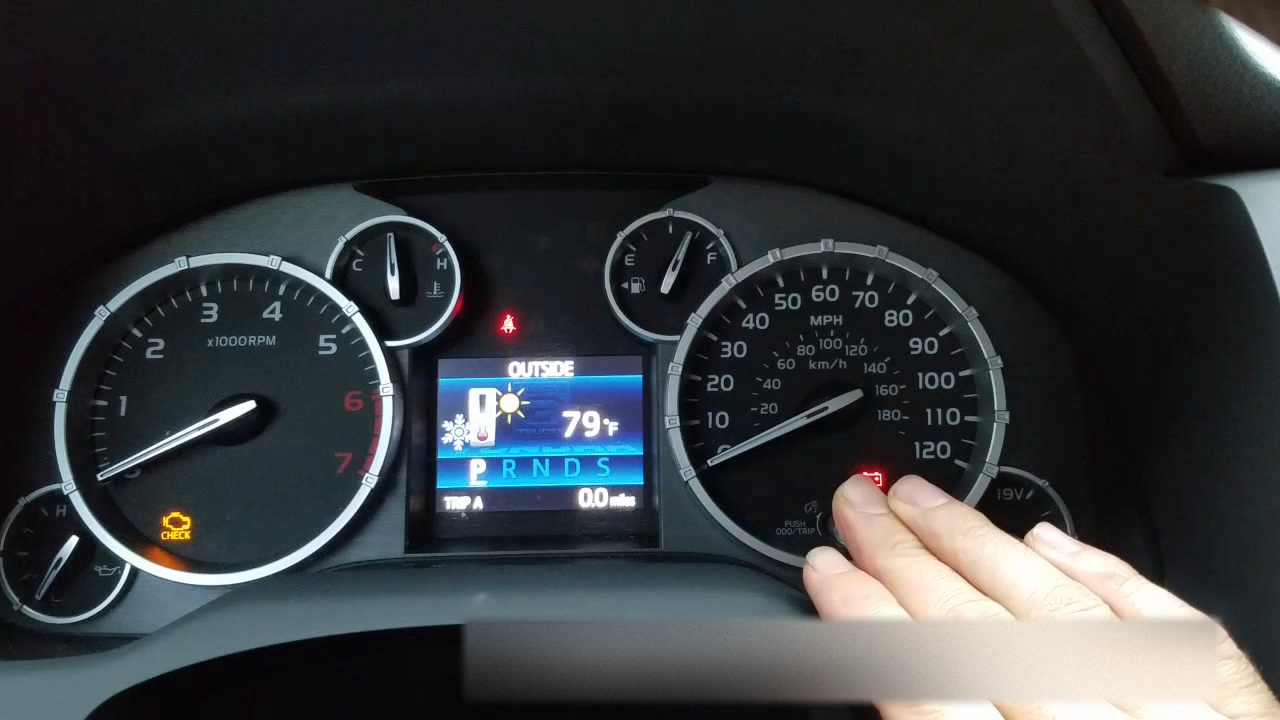 OUTSIDE
79°F
P R N D S
TRIP A 0.0 miles
1 2 3 4 5 6 7
x1000RPM
CHECK
C H
E F
H
10 20 30 40 50 60 70 80 90 100 110 120
MPH
20 40 60 80 100 120 140 160 180
km/h
PUSH
ODO/TRIP
19V